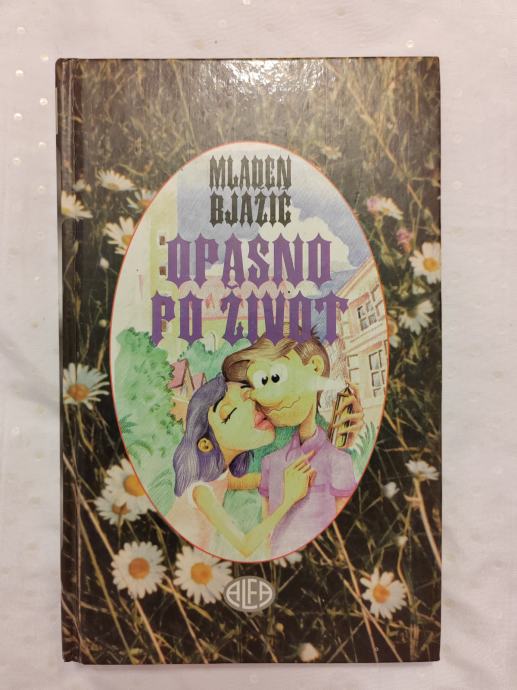 MLADEN
BJAŽIĆ
OPASNO
PO ŽIVOT
ALFA